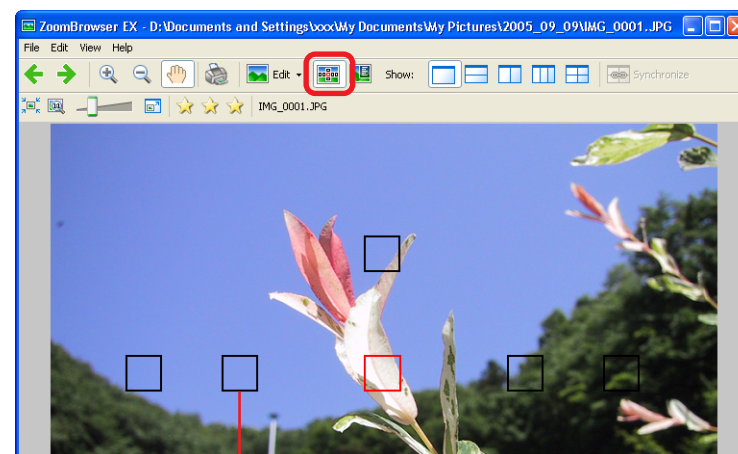 ZoomBrowser EX - D:\Documents and Settings\xxx\My Documents\My Pictures\2005_09_09\IMG_0001.JPG
File Edit View Help
Edit Show: Synchronize
IMG_0001.JPG